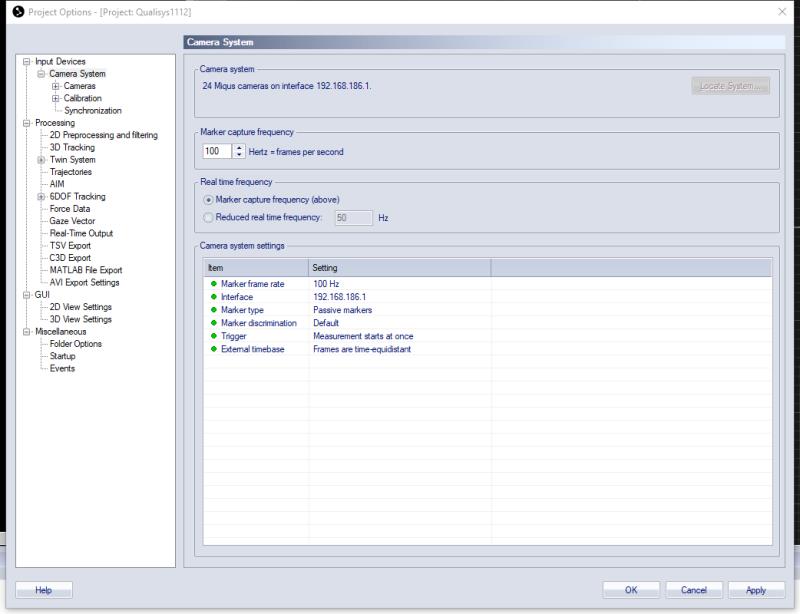 Project Options - [Project: Qualisys1112]
Input Devices
Camera System
Cameras
Calibration
Synchronization
Processing
2D Preprocessing and filtering
3D Tracking
Twin System
Trajectories
AIM
6DOF Tracking
Force Data
Gaze Vector
Real-Time Output
TSV Export
C3D Export
MATLAB File Export
AVI Export Settings
GUI
2D View Settings
3D View Settings
Miscellaneous
Folder Options
Startup
Events
Camera System
Camera system
24 Miqus cameras on interface 192.168.186.1.
Locate System...
Marker capture frequency
100 Hertz = frames per second
Real time frequency
Marker capture frequency (above)
Reduced real time frequency: 50 Hz
Camera system settings
Item Setting
Marker frame rate 100 Hz
Interface 192.168.186.1
Marker type Passive markers
Marker discrimination Default
Trigger Measurement starts at once
External timebase Frames are time-equidistant
Help OK Cancel Apply